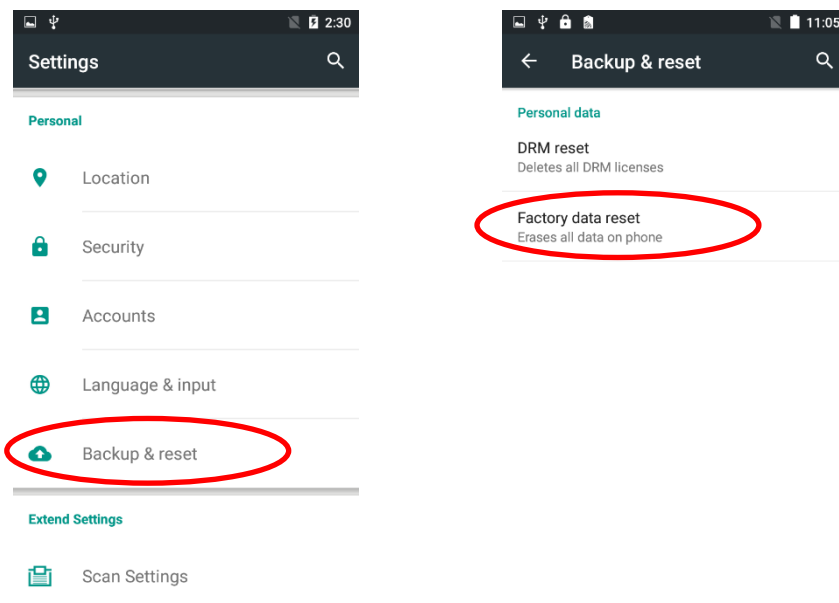 2:30
Settings
Personal
Location
Security
Accounts
Language & input
Backup & reset
Extend Settings
Scan Settings
11:05
Backup & reset
Personal data
DRM reset
Deletes all DRM licenses
Factory data reset
Erases all data on phone